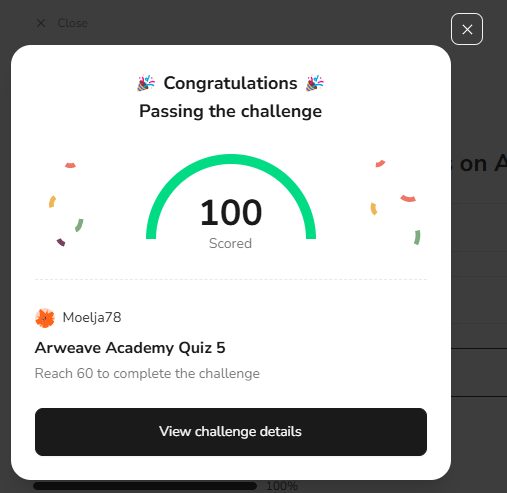 Close
Congratulations
Passing the challenge
s on A
100
Scored
Moelja78
Arweave Academy Quiz 5
Reach 60 to complete the challenge
View challenge details
100%